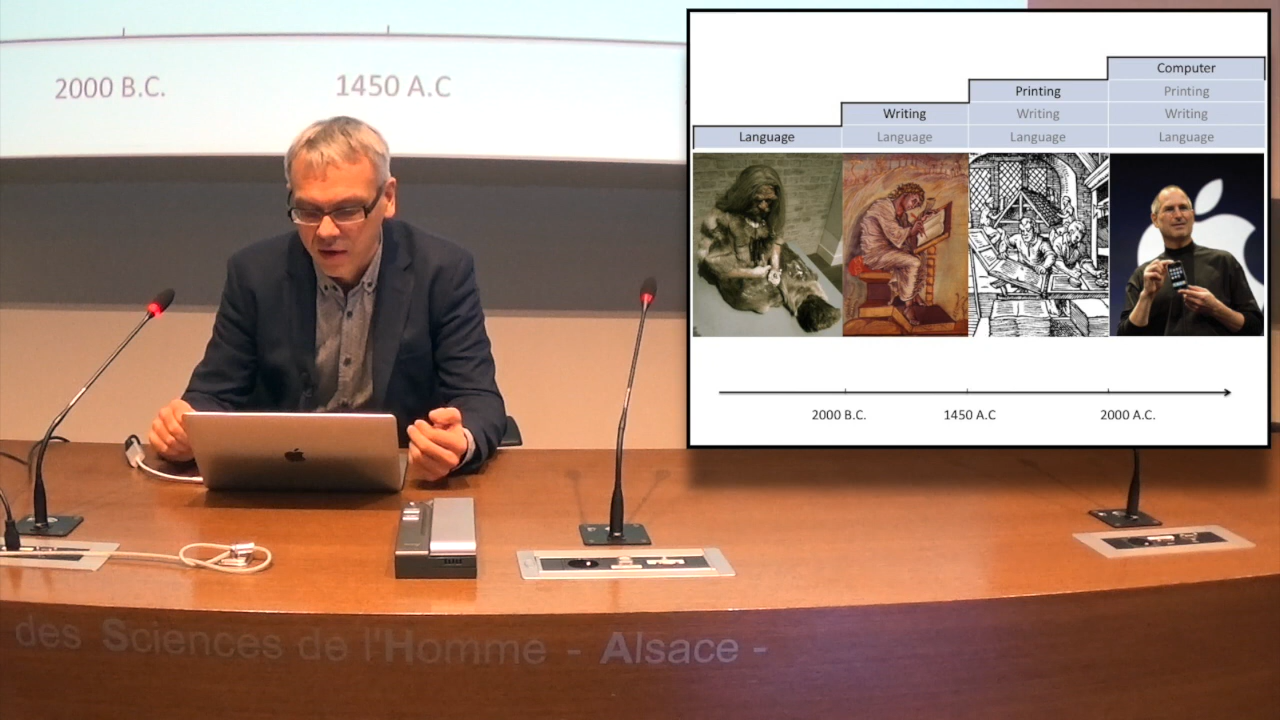 2000 B.C.
1450 A.C
Computer
Printing
Printing
Writing
Writing
Writing
Language
Language
Language
Language
2000 B.C.
1450 A.C
2000 A.C.
des Sciences de l'Homme - Alsace -